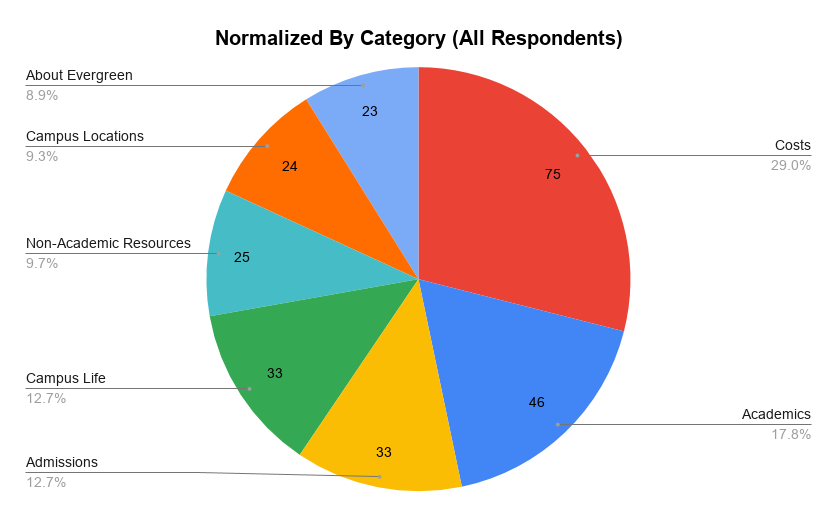 Normalized By Category (All Respondents)
About Evergreen
8.9%
23
Campus Locations
9.3%
24
Non-Academic Resources
9.7%
25
Campus Life
12.7%
33
Admissions
12.7%
33
Costs
29.0%
75
Academics
17.8%
46